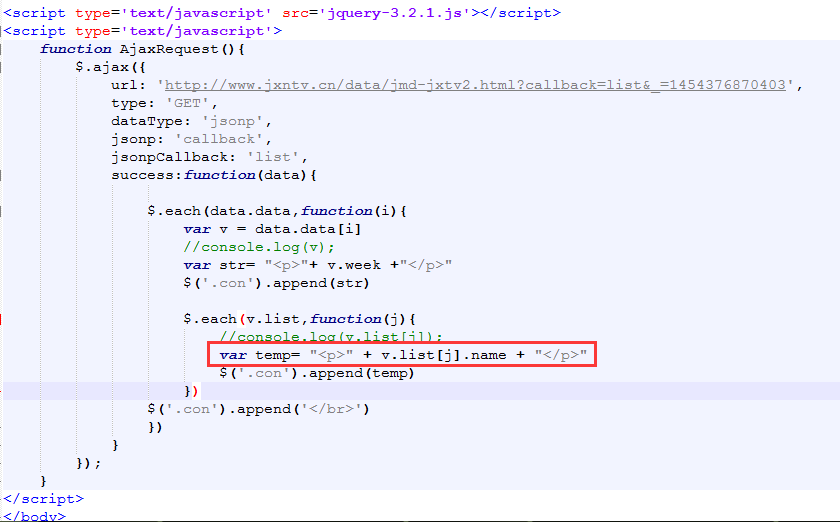 <script type='text/javascript' src='jquery-3.2.1.js'></script>
<script type='text/javascript'>
function AjaxRequest(){
$.ajax({
url: 'http://www.jxntv.cn/data/jmd-jxtv2.html?callback=list&_=1454376870403',
type: 'GET',
dataType: 'jsonp',
jsonp: 'callback',
jsonpCallback: 'list',
success:function(data){
$.each(data.data,function(i){
var v = data.data[i]
//console.log(v);
var str= "<p>"+ v.week +"</p>"
$('.con').append(str)
$.each(v.list,function(j){
//console.log(v.list[j]);
var temp= "<p>" + v.list[j].name + "</p>"
$('.con').append(temp)
})
$('.con').append('</br>')
})
}
});
}
</script>
</body>